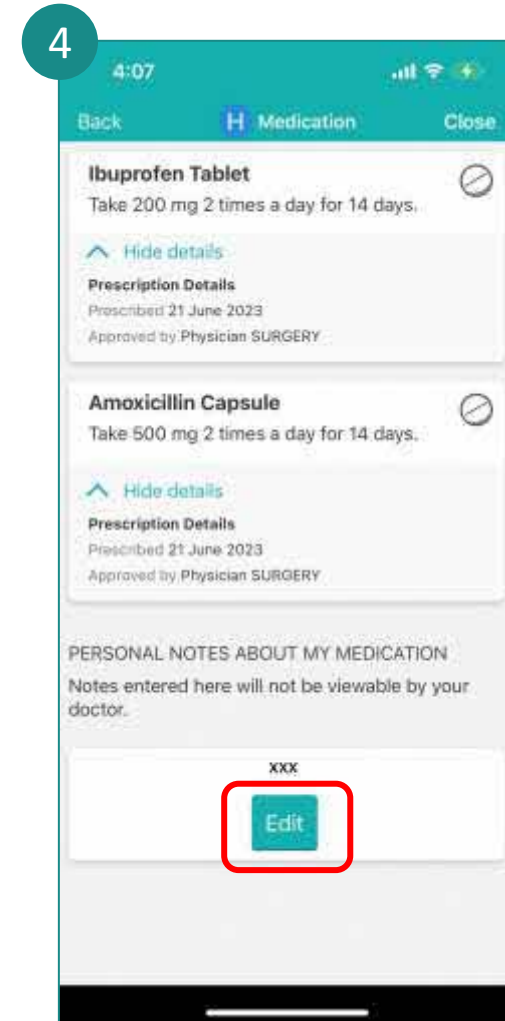 4
4:07
Back H Medication Close
Ibuprofen Tablet
Take 200 mg 2 times a day for 14 days.
Hide details
Prescription Details
Prescribed 21 June 2023
Approved by Physician SURGERY
Amoxicillin Capsule
Take 500 mg 2 times a day for 14 days.
Hide details
Prescription Details
Prescribed 21 June 2023
Approved by Physician SURGERY
PERSONAL NOTES ABOUT MY MEDICATION
Notes entered here will not be viewable by your
doctor.
xxx
Edit